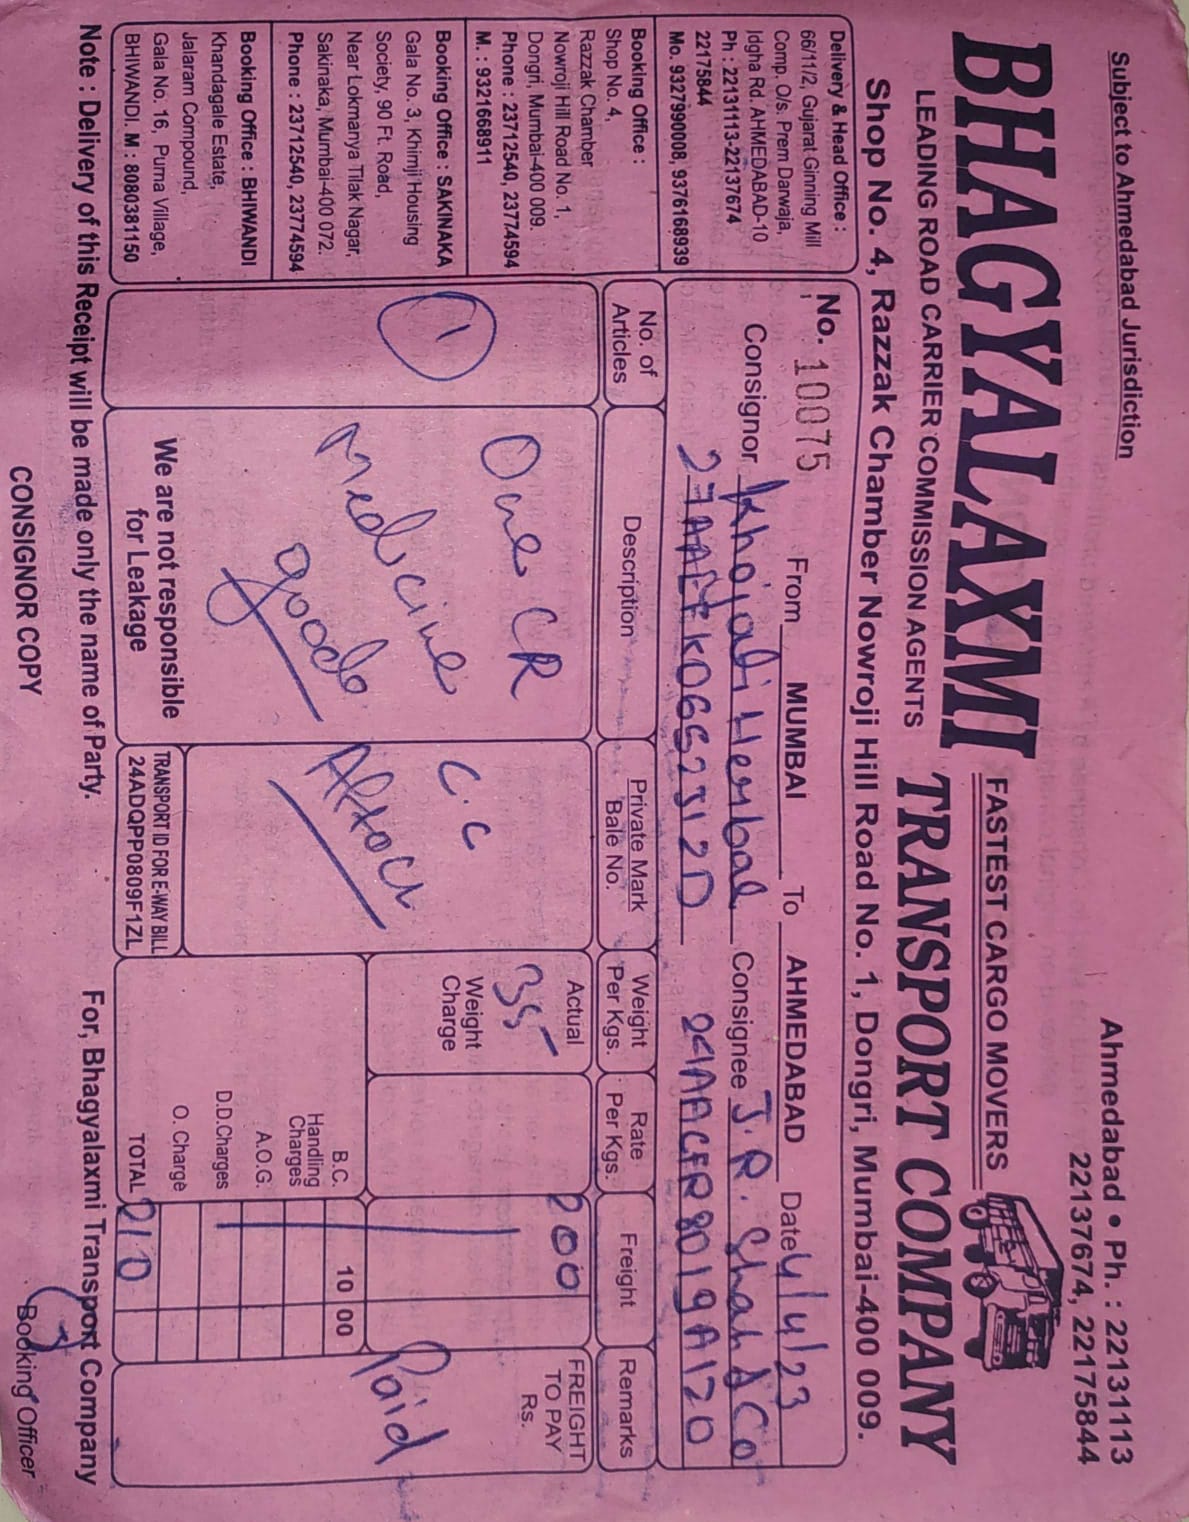 Subject to Ahmedabad Jurisdiction
Ahmedabad • Ph. : 22131113
22137674, 22175844
BHAGYALAXMI TRANSPORT COMPANY
FASTEST CARGO MOVERS
LEADING ROAD CARRIER COMMISSION AGENTS
Shop No. 4, Razzak Chamber Nowroji Hill Road No. 1, Dongri, Mumbai-400 009.
Delivery & Head Office :
66/11/2, Gujarat Ginning Mill
Comp. O/s. Prem Darwaja,
Idgha Rd. AHMEDABAD-10
Ph : 22131113-22137674
22175844
Mo. 9327990008, 9376168939
Booking Office :
Shop No. 4,
Razzak Chamber
Nowroji Hill Road No. 1,
Dongri, Mumbai-400 009.
Phone : 23712540, 23774594
M. : 9321668911
Booking Office : SAKINAKA
Gala No. 3, Khimji Housing
Society, 90 Ft. Road,
Near Lokmanya Tilak Nagar,
Sakinaka, Mumbai-400 072.
Phone : 23712540, 23774594
Booking Office : BHIWANDI
Khandagale Estate,
Jalaram Compound,
Gala No. 16, Purna Village,
BHIWANDI. M : 8080381150
No. 10075 From MUMBAI To AHMEDABAD Date 4/4/23
Consignor Khojati Herbal Consignee J.R. Shah & Co
27AAEFK0652J1ZD 24AACFR8019A1ZO
No. of Articles
Description
Private Mark
Bale No.
Weight Per Kgs.
Rate Per Kgs.
Freight
Remarks
1
One CR
Medicine
goods
C.C
Attach
Actual
35
Weight Charge
200
FREIGHT TO PAY Rs.
Paid
B.C. 10 00
Handling Charges
A.O.G.
D.D.Charges
O. Charge
TOTAL 210
We are not responsible
for Leakage
TRANSPORT ID FOR E-WAY BILL
24ADQPP0809F1ZL
Note : Delivery of this Receipt will be made only the name of Party.
For, Bhagyalaxmi Transport Company
CONSIGNOR COPY
Booking Officer